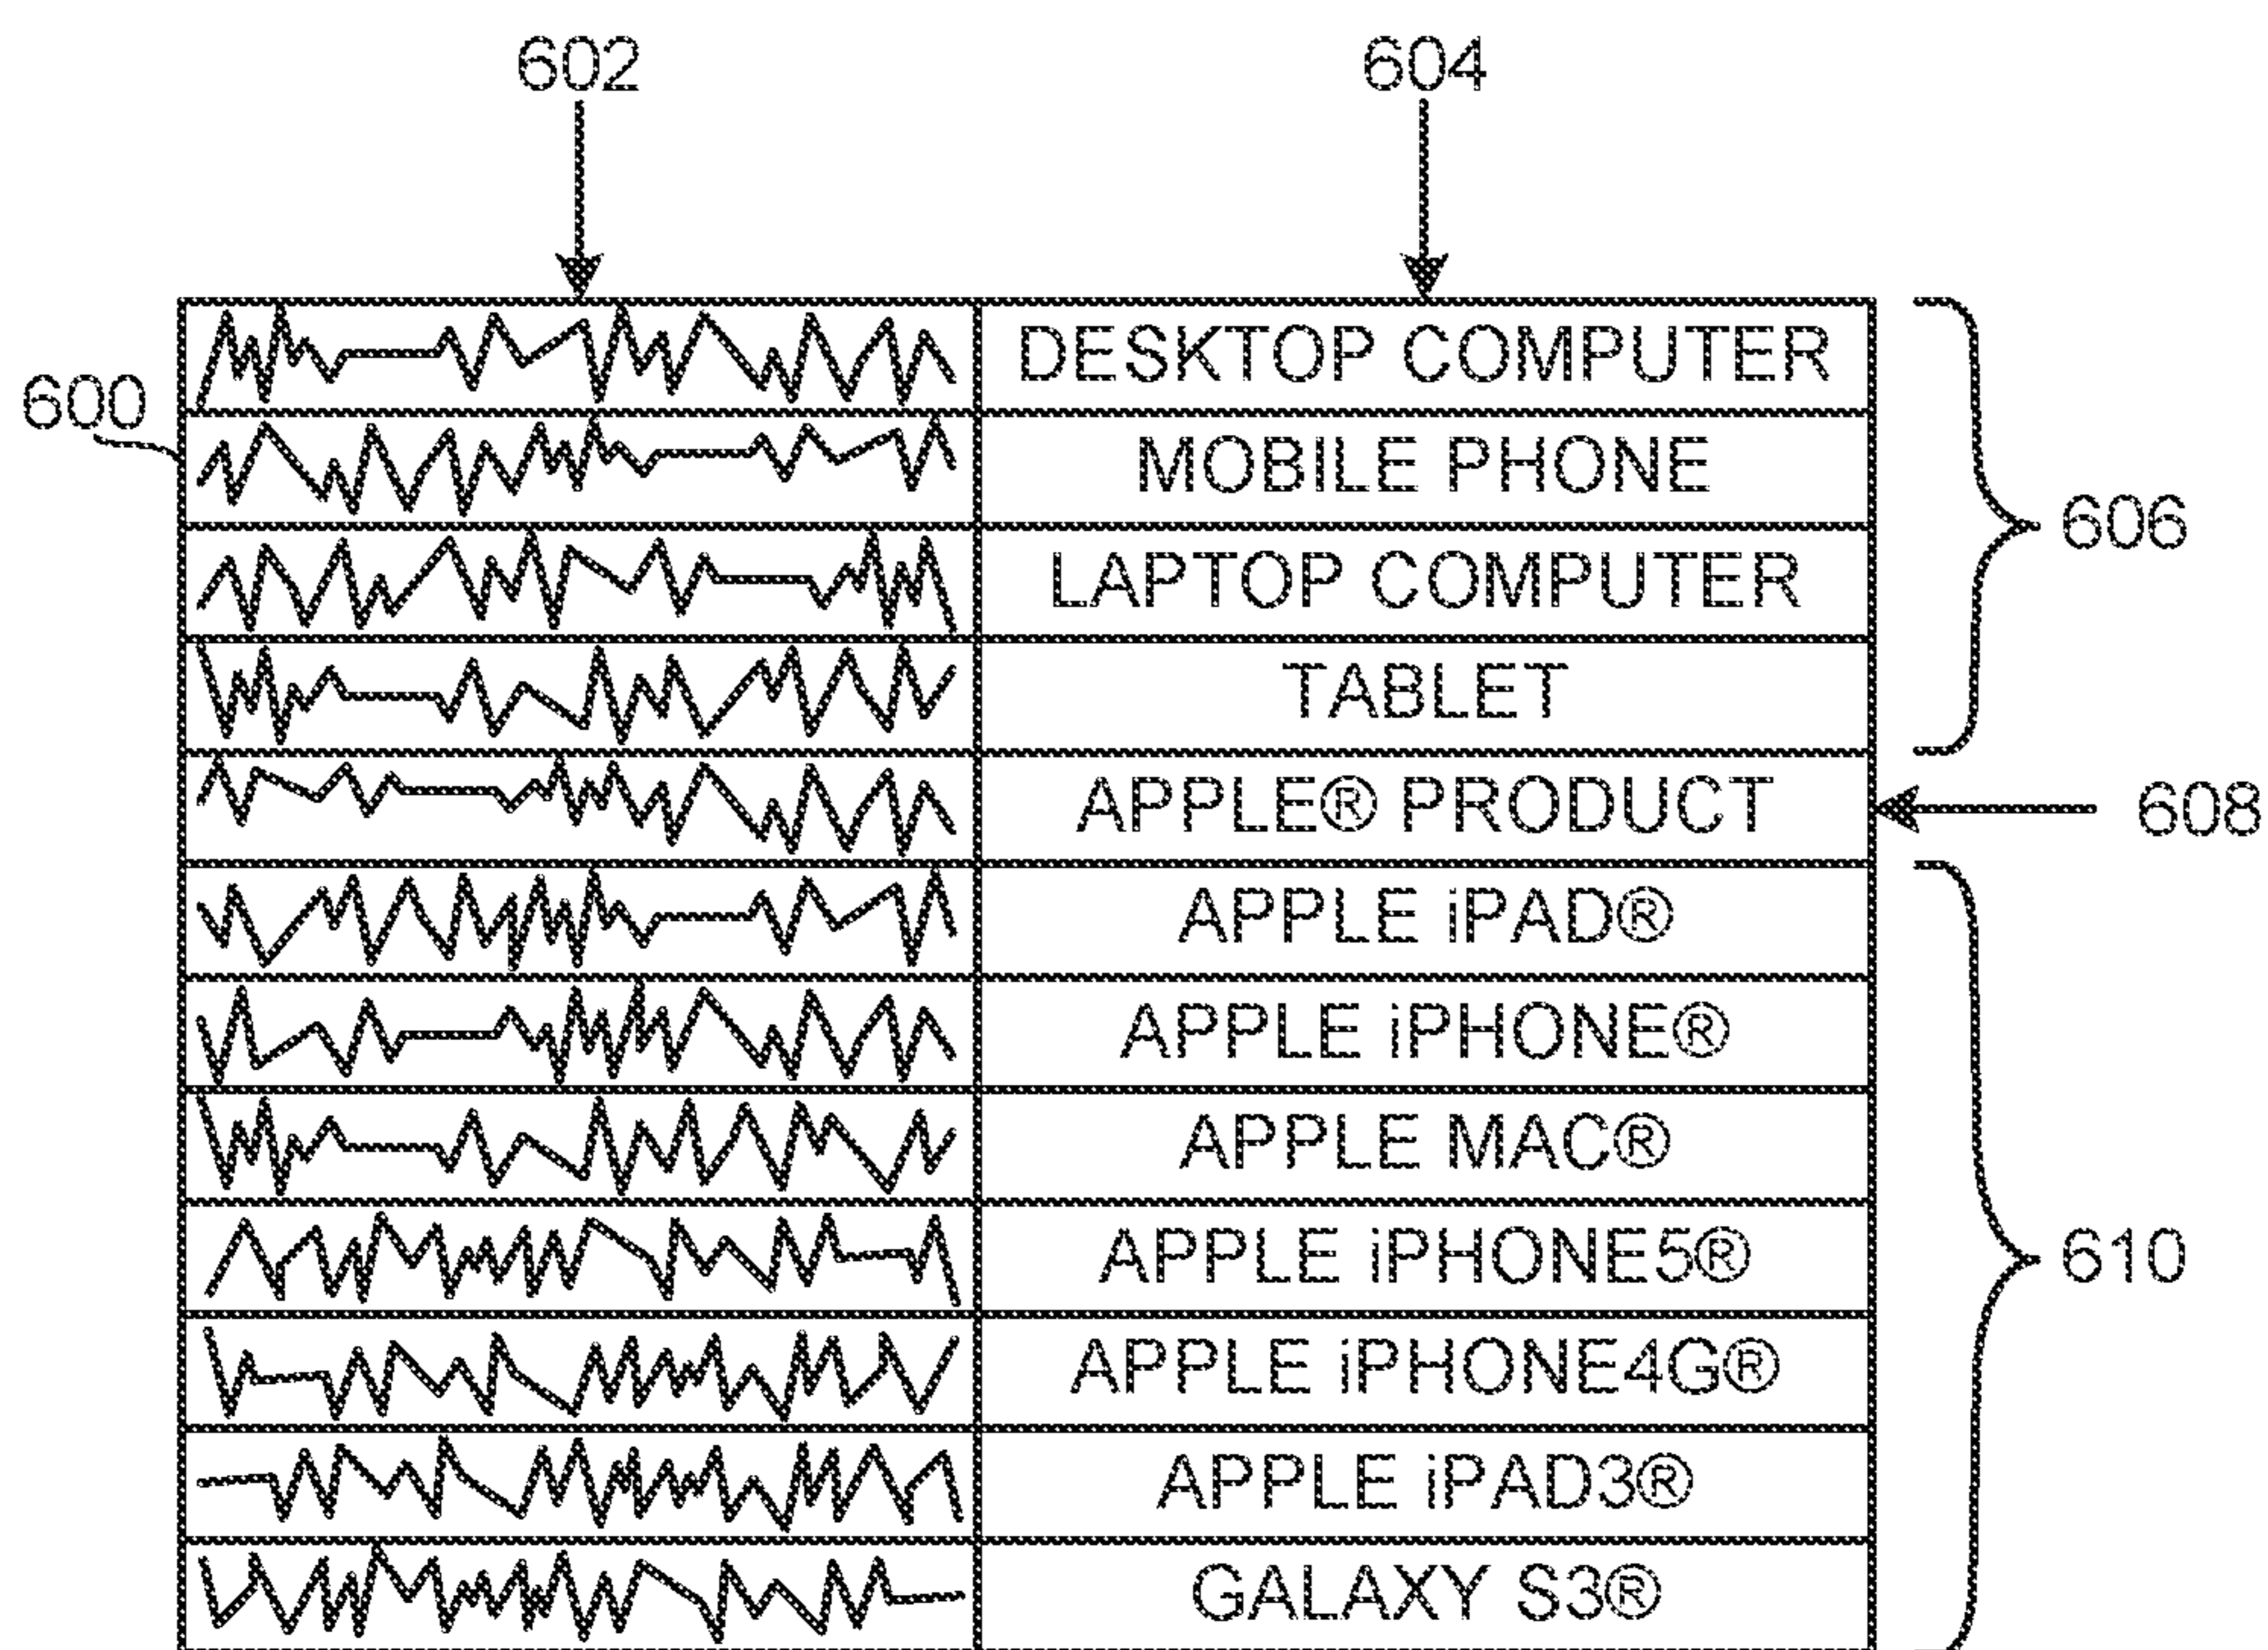 602 604
DESKTOP COMPUTER
600
MOBILE PHONE
606
LAPTOP COMPUTER
TABLET
APPLE® PRODUCT
608
APPLE iPAD®
APPLE iPHONE®
APPLE MAC®
APPLE iPHONE5®
610
APPLE iPHONE4G®
APPLE iPAD3®
GALAXY S3®